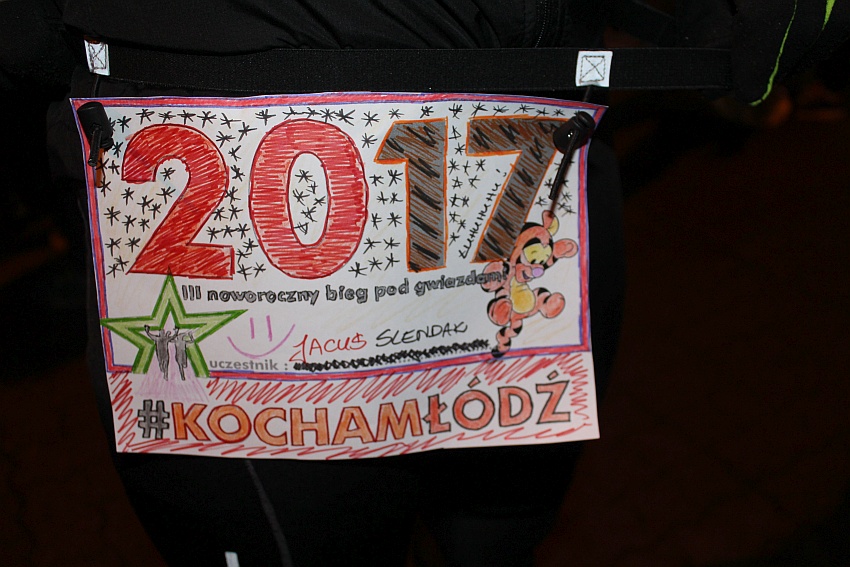 2017
III noworoczny bieg pod gwiazdami
uczestnik : JACUŚ SLENDAK
#KOCHAMŁÓDŹ